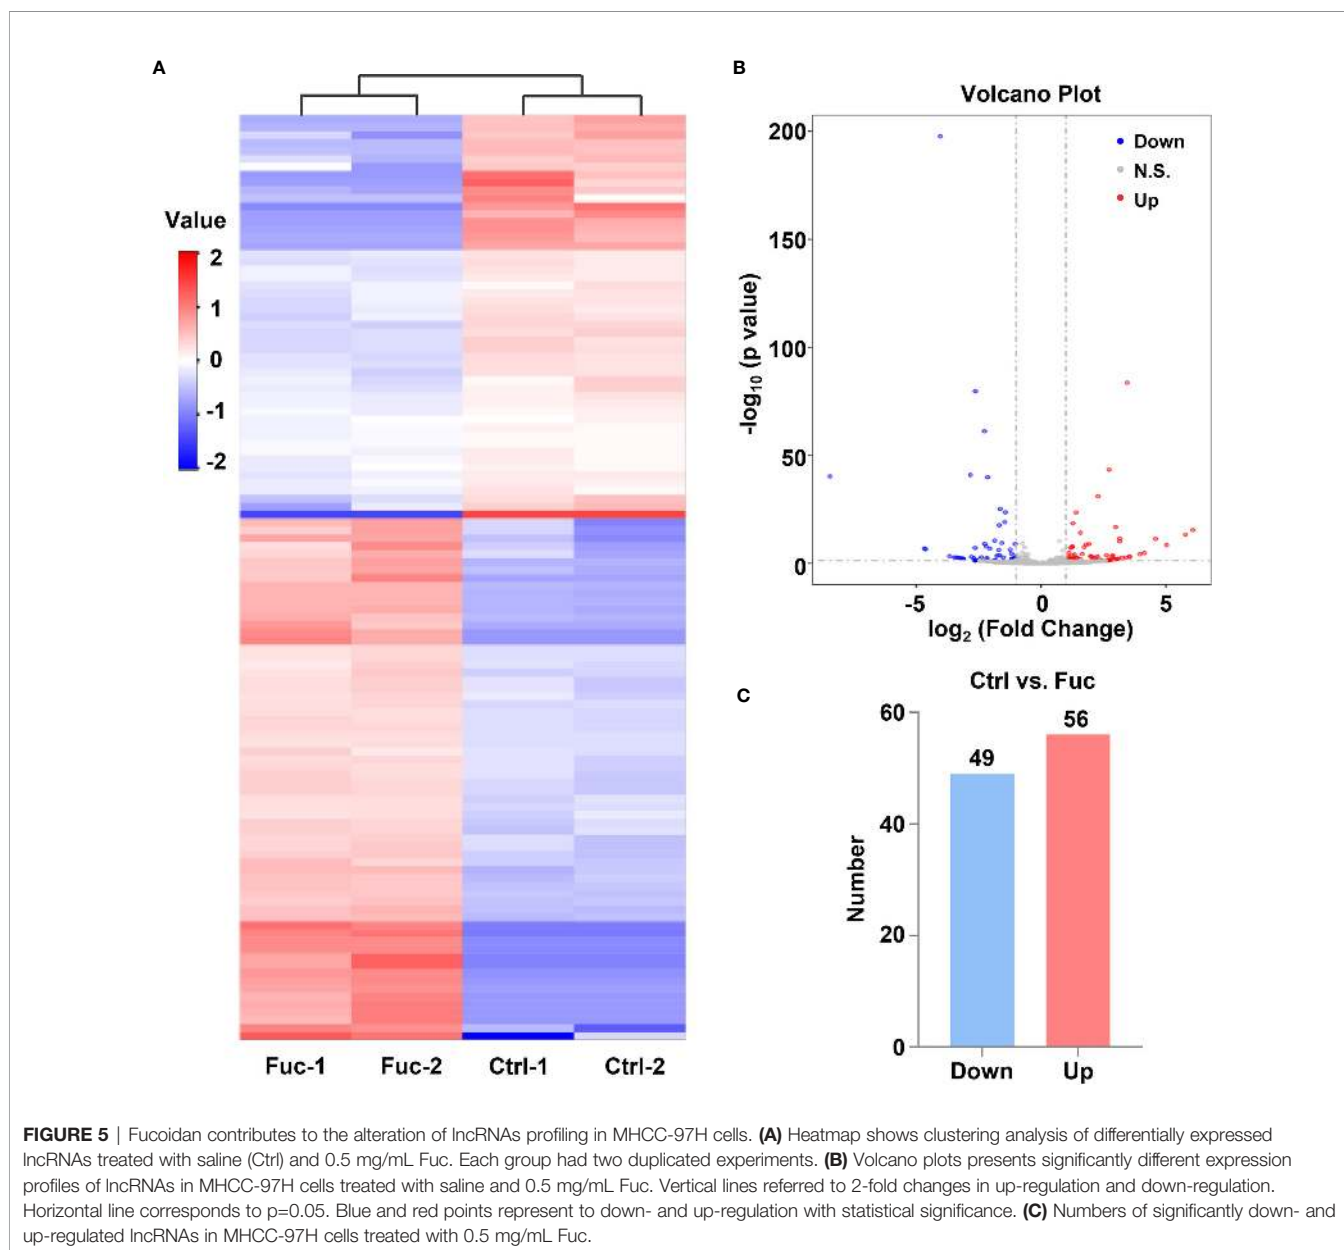 A
Value
2
1
0
-1
-2
Fuc-1 Fuc-2 Ctrl-1 Ctrl-2
B
Volcano Plot
Down
N.S.
Up
-log10 (p value)
200
150
100
50
0
-5 0 5
log2 (Fold Change)
C
Ctrl vs. Fuc
Number
60
40
20
0
49
56
Down Up
FIGURE 5 | Fucoidan contributes to the alteration of lncRNAs profiling in MHCC-97H cells. (A) Heatmap shows clustering analysis of differentially expressed
lncRNAs treated with saline (Ctrl) and 0.5 mg/mL Fuc. Each group had two duplicated experiments. (B) Volcano plots presents significantly different expression
profiles of lncRNAs in MHCC-97H cells treated with saline and 0.5 mg/mL Fuc. Vertical lines referred to 2-fold changes in up-regulation and down-regulation.
Horizontal line corresponds to p=0.05. Blue and red points represent to down- and up-regulation with statistical significance. (C) Numbers of significantly down- and
up-regulated lncRNAs in MHCC-97H cells treated with 0.5 mg/mL Fuc.